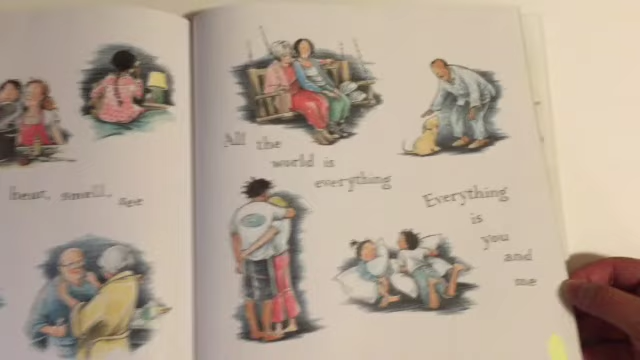 hear, smell, see
All the
world is
everything
Everything
is
you
and
me